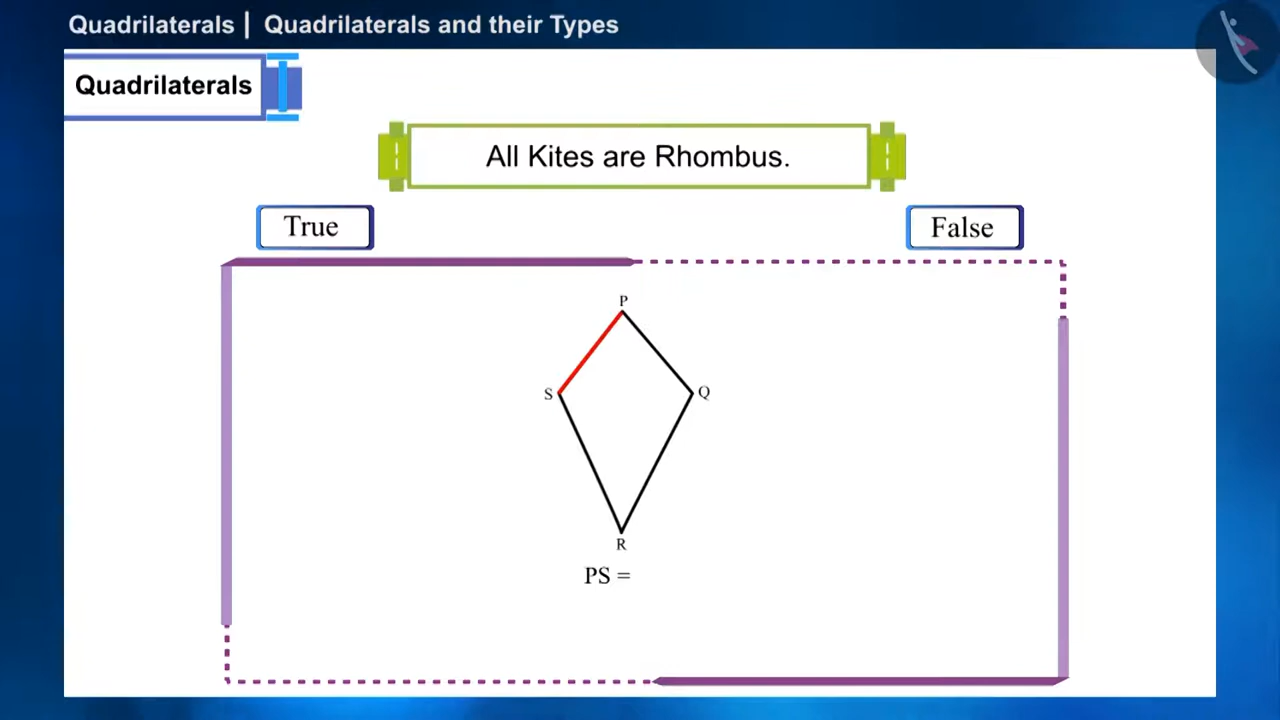 Quadrilaterals | Quadrilaterals and their Types
Quadrilaterals
All Kites are Rhombus.
True
False
P
S
Q
R
PS =